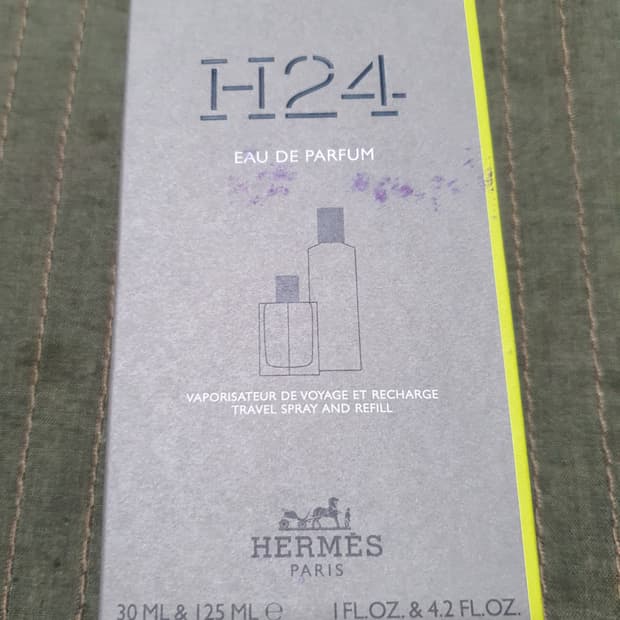 H24
EAU DE PARFUM
VAPORISATEUR DE VOYAGE ET RECHARGE
TRAVEL SPRAY AND REFILL
HERMÈS
PARIS
30 ML & 125 ML ℮ 1 FL.OZ. & 4.2 FL.OZ.